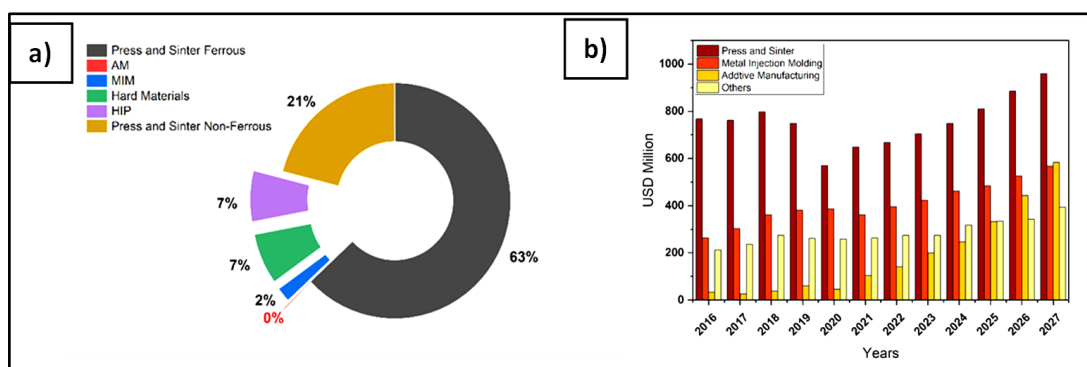 a)
Press and Sinter Ferrous
AM
MIM
Hard Materials
HIP
Press and Sinter Non-Ferrous
21%
7%
7%
2%
0%
63%
b)
Press and Sinter
Metal Injection Molding
Addtive Manufacturing
Others
USD Million
1000
800
600
400
200
0
2016
2017
2018
2019
2020
2021
2022
2023
2024
2025
2026
2027
Years